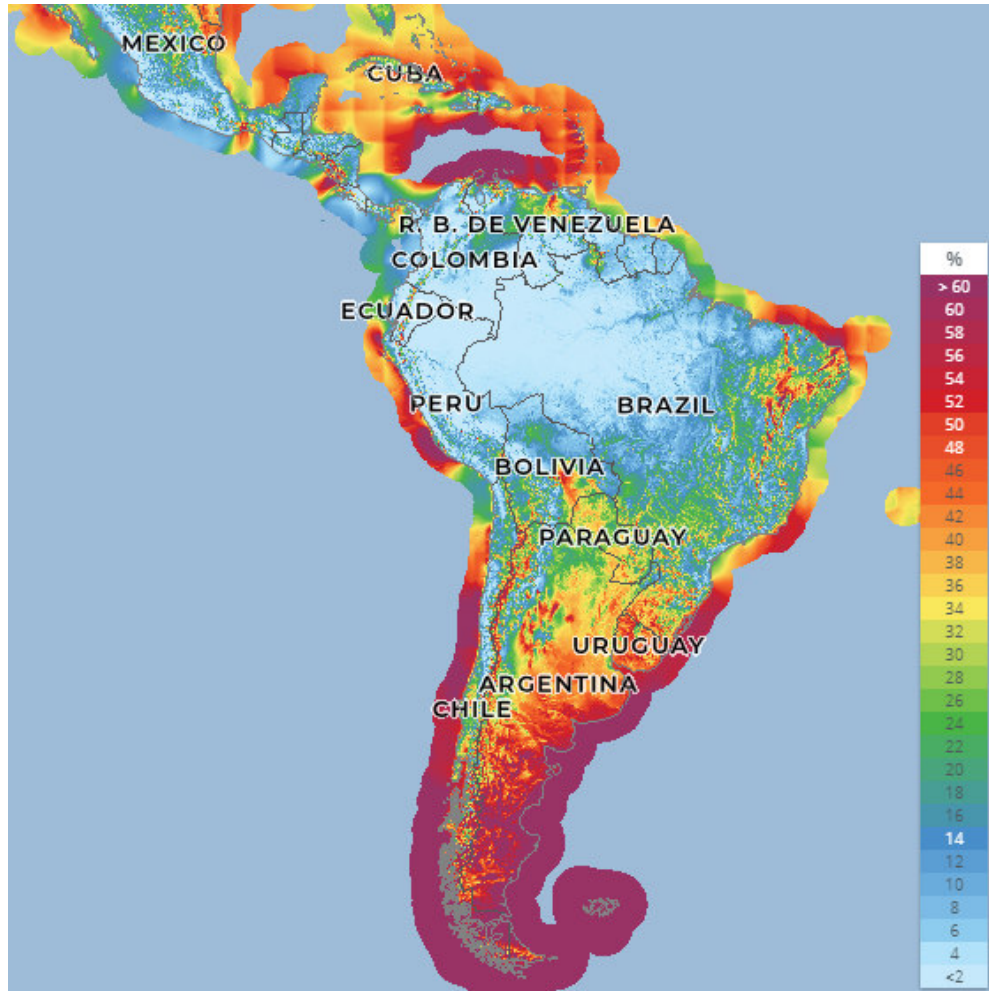 MEXICO
CUBA
R. B. DE VENEZUELA
COLOMBIA
ECUADOR
PERU
BRAZIL
BOLIVIA
PARAGUAY
URUGUAY
ARGENTINA
CHILE
%
> 60
60
58
56
54
52
50
48
46
44
42
40
38
36
34
32
30
28
26
24
22
20
18
16
14
12
10
8
6
4
<2